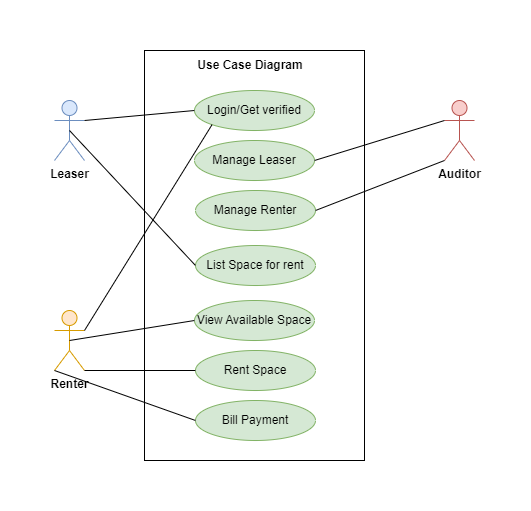 Use Case Diagram
Login/Get verified
Leaser
Manage Leaser
Auditor
Manage Renter
List Space for rent
View Available Space
Renter
Rent Space
Bill Payment